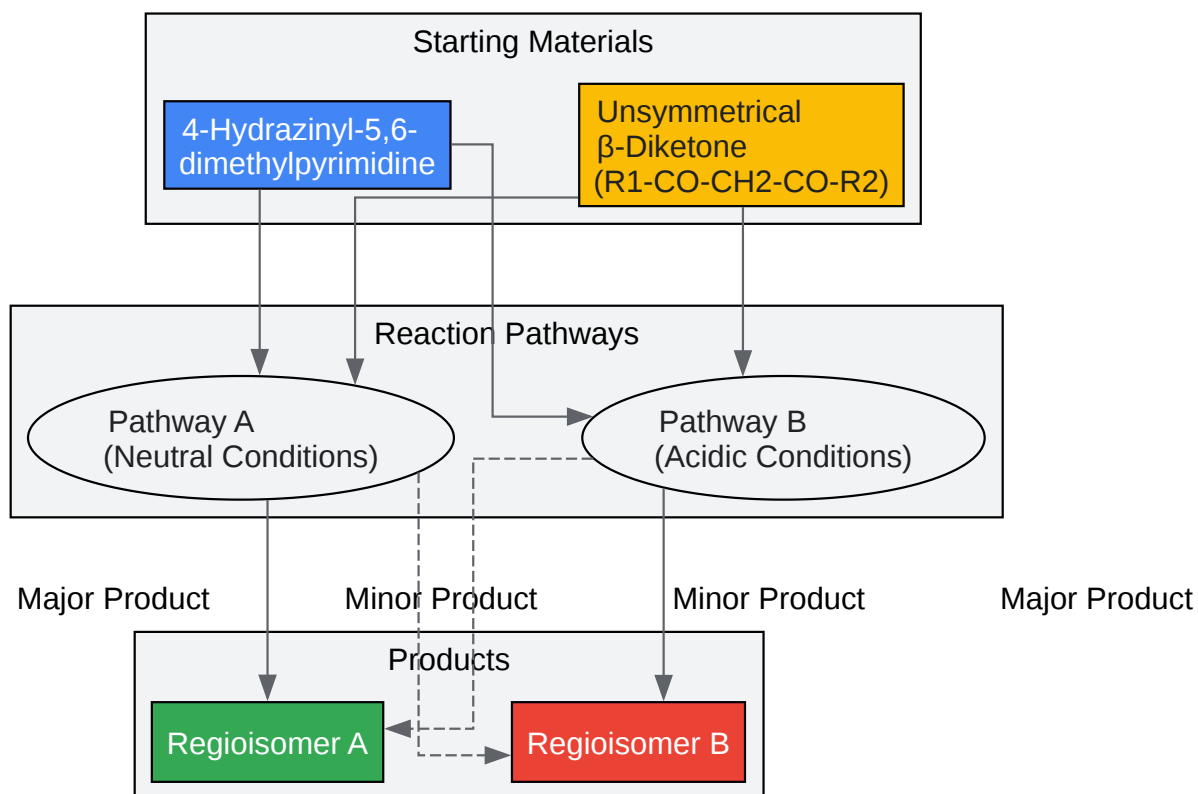 Starting Materials
4-Hydrazinyl-5,6-
dimethylpyrimidine
Unsymmetrical
β-Diketone
(R1-CO-CH2-CO-R2)
Reaction Pathways
Pathway A
(Neutral Conditions)
Pathway B
(Acidic Conditions)
Major Product
Minor Product
Minor Product
Major Product
Products
Regioisomer A
Regioisomer B